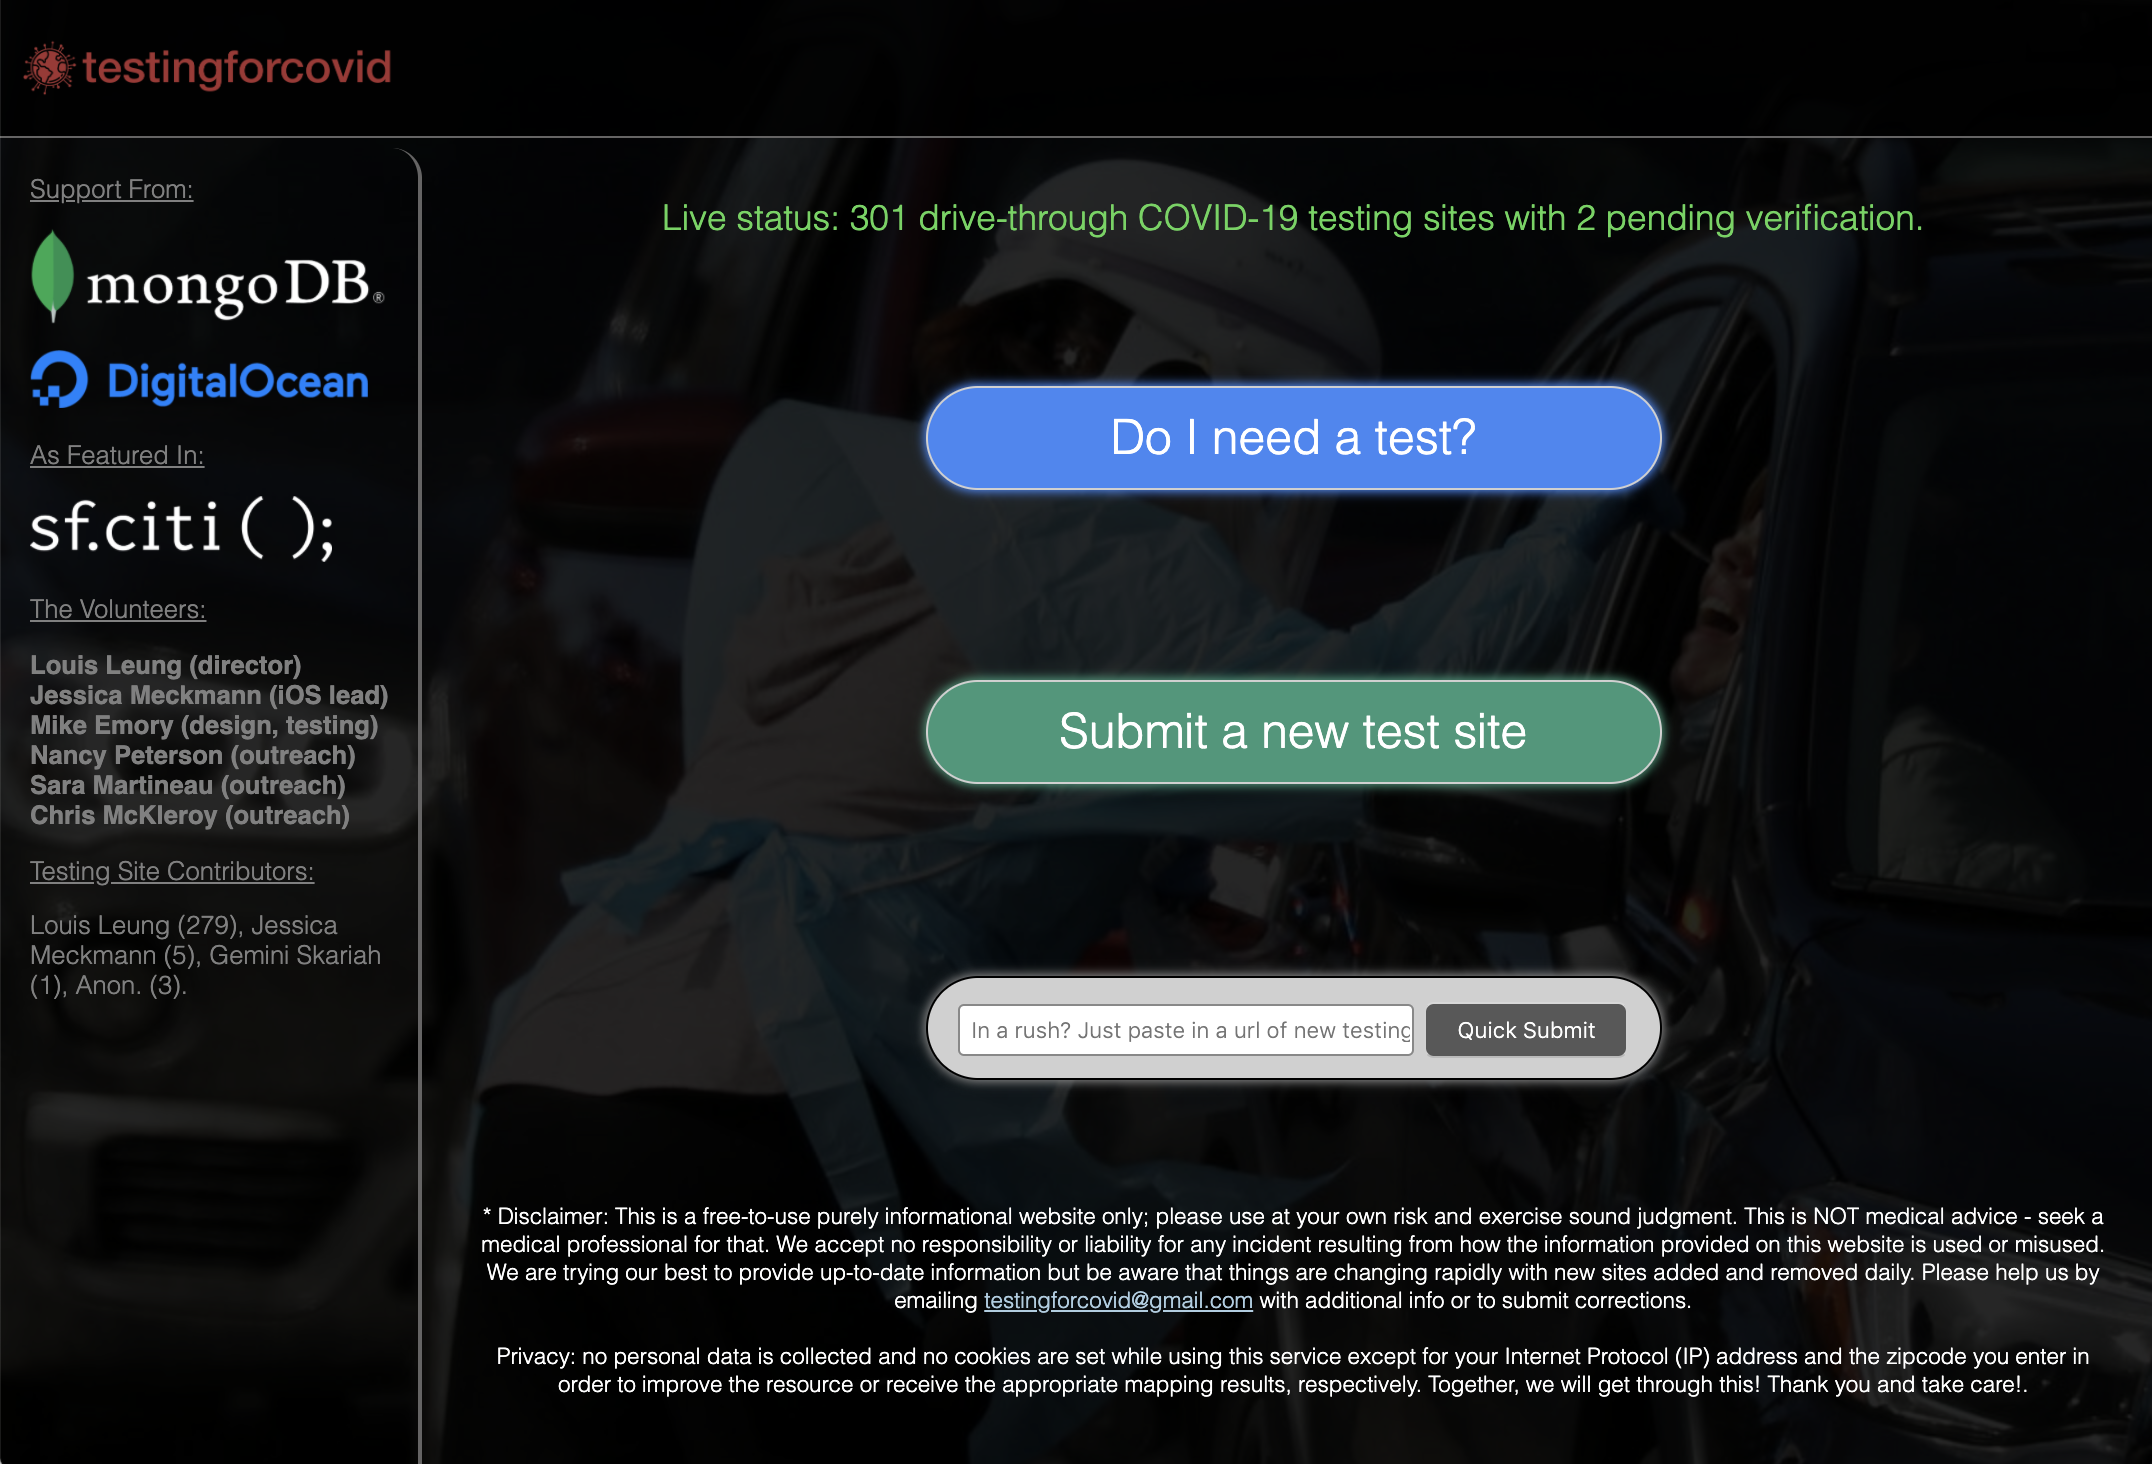 testingforcovid
Support From:
mongoDB®
DigitalOcean
As Featured In:
sf.citi( );
The Volunteers:
Louis Leung (director)
Jessica Meckmann (iOS lead)
Mike Emory (design, testing)
Nancy Peterson (outreach)
Sara Martineau (outreach)
Chris McKleroy (outreach)
Testing Site Contributors:
Louis Leung (279), Jessica
Meckmann (5), Gemini Skariah
(1), Anon. (3).
Live status: 301 drive-through COVID-19 testing sites with 2 pending verification.
Do I need a test?
Submit a new test site
In a rush? Just paste in a url of new testing
Quick Submit
* Disclaimer: This is a free-to-use purely informational website only; please use at your own risk and exercise sound judgment. This is NOT medical advice - seek a
medical professional for that. We accept no responsibility or liability for any incident resulting from how the information provided on this website is used or misused.
We are trying our best to provide up-to-date information but be aware that things are changing rapidly with new sites added and removed daily. Please help us by
emailing testingforcovid@gmail.com with additional info or to submit corrections.
Privacy: no personal data is collected and no cookies are set while using this service except for your Internet Protocol (IP) address and the zipcode you enter in
order to improve the resource or receive the appropriate mapping results, respectively. Together, we will get through this! Thank you and take care!.